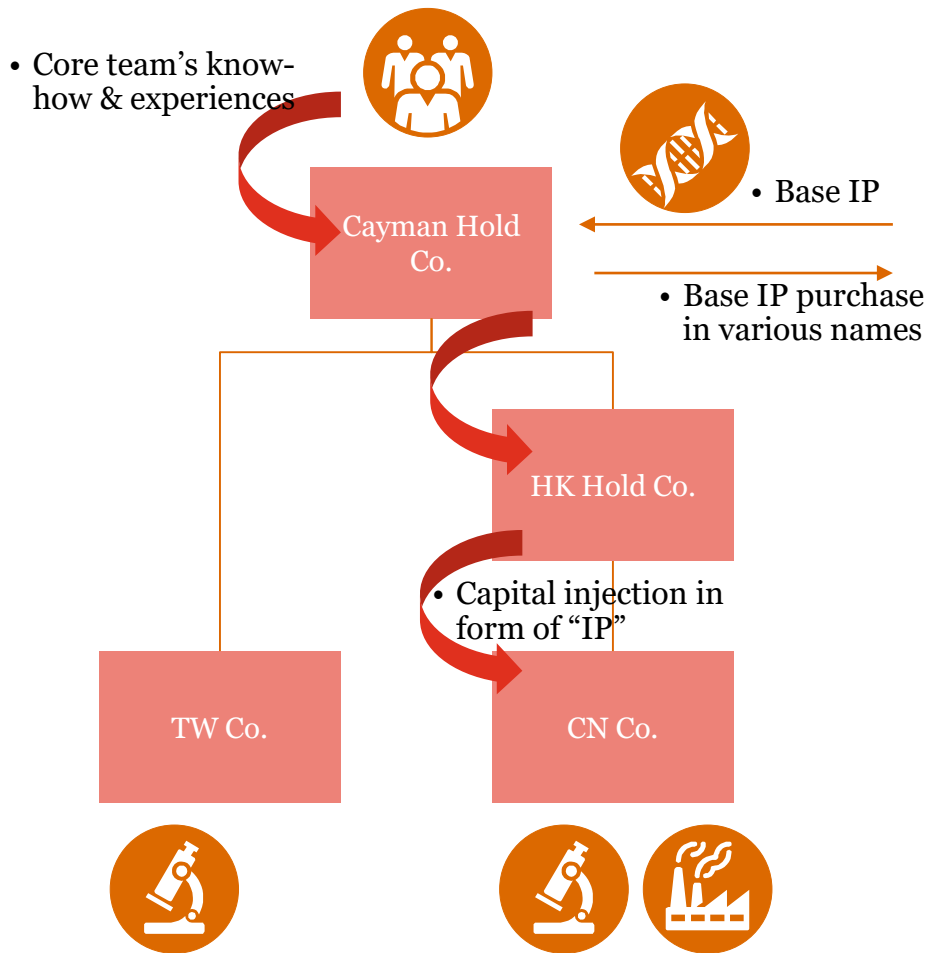 • Core team’s know-
how & experiences
Cayman Hold
Co.
• Base IP
• Base IP purchase
in various names
HK Hold Co.
• Capital injection in
form of “IP”
TW Co.
CN Co.